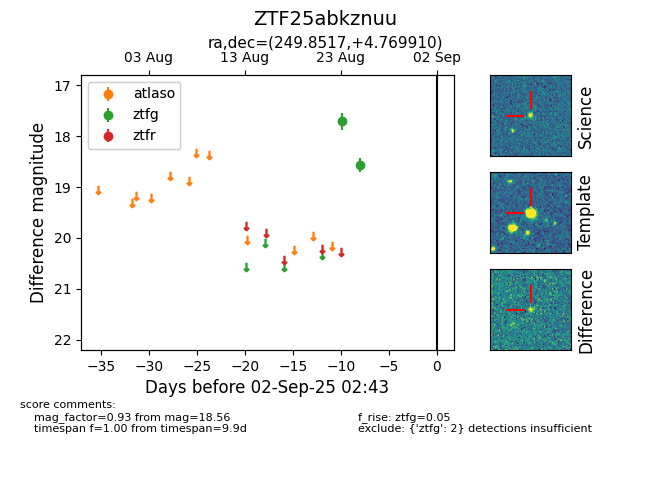 ZTF25abkznuu
ra,dec=(249.8517,+4.769910)
03 Aug 13 Aug 23 Aug 02 Sep
atlaso
ztfg
ztfr
17
18
19
20
21
22
Difference magnitude
−35 −30 −25 −20 −15 −10 −5 0
Days before 02-Sep-25 02:43
Science
Template
Difference
score comments:
mag_factor=0.93 from mag=18.56
timespan f=1.00 from timespan=9.9d
f_rise: ztfg=0.05
exclude: {'ztfg': 2} detections insufficient